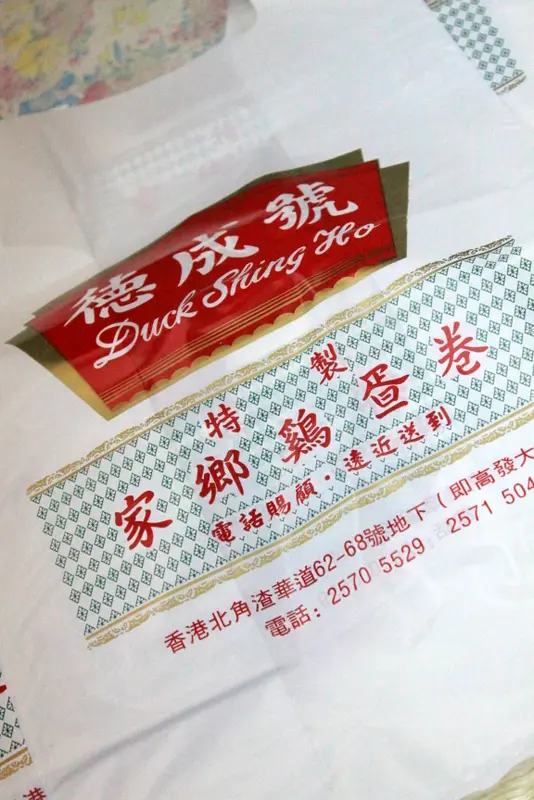 德成號
Duck Shing Ho
特製
家鄉鷄蛋卷
電話賜顧·遠近送到
香港北角渣華道62-68號地下（即高發大
電話: 2570 5529 2571 504
港